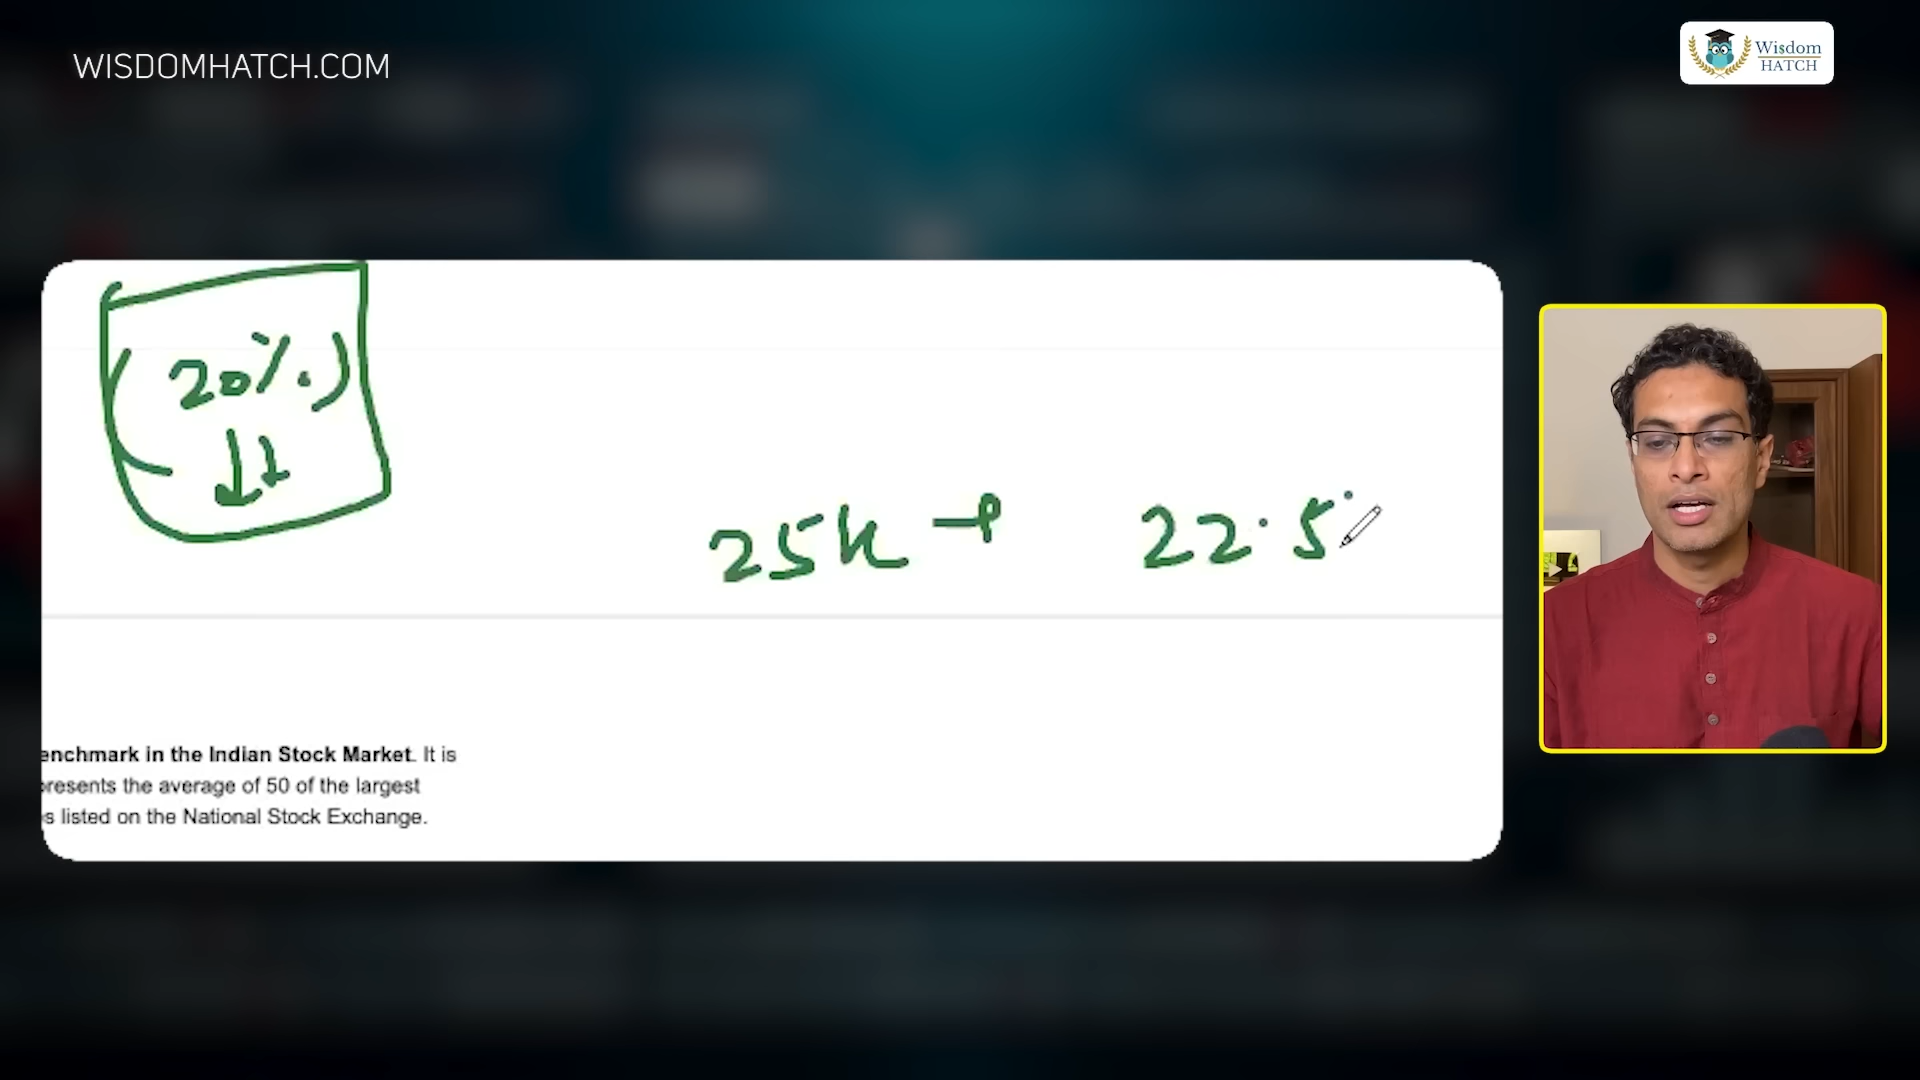 WISDOMHATCH.COM
Wisdom
HATCH
(20%.)
25k → 22.5
enchmark in the Indian Stock Market. It is
presents the average of 50 of the largest
s listed on the National Stock Exchange.